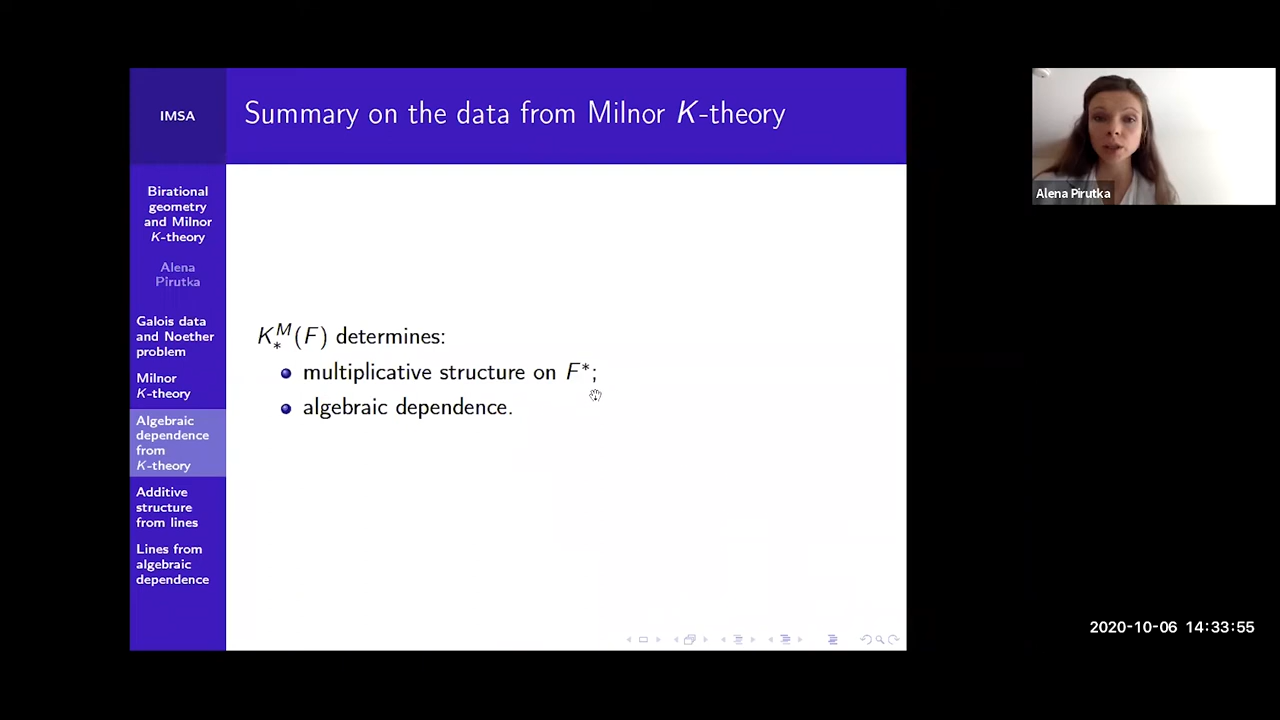 IMSA
Summary on the data from Milnor K-theory
Birational
geometry
and Milnor
K-theory
Alena
Pirutka
Galois data
and Noether
problem
Milnor
K-theory
Algebraic
dependence
from
K-theory
Additive
structure
from lines
Lines from
algebraic
dependence
K_*^M(F) determines:
multiplicative structure on F*;
algebraic dependence.
Alena Pirutka
2020-10-06 14:33:55